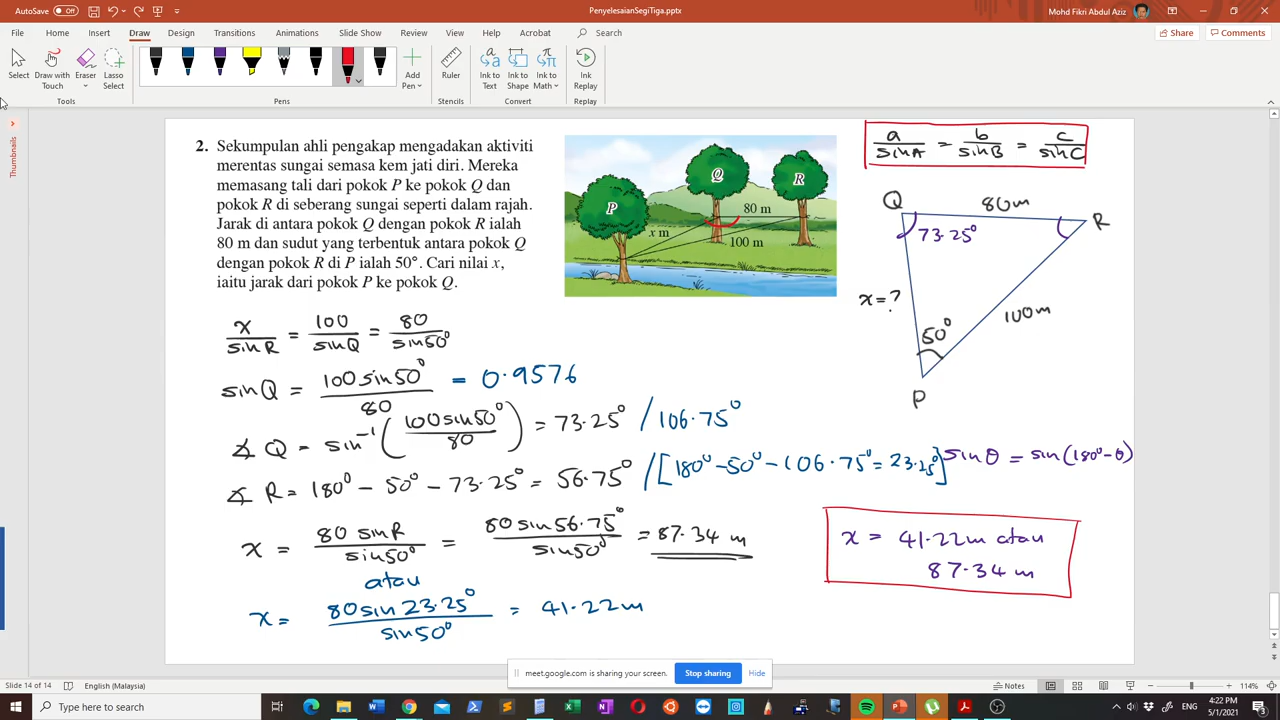 AutoSave Off
PenyelesaianSegiTiga.pptx
Mohd Fikri Abdul Aziz
File Home Insert Draw Design Transitions Animations Slide Show Review View Help Acrobat Search
Share Comments
Select
Draw with Touch
Eraser
Lasso Select
Add Pen
Ruler
Ink to Text
Ink to Shape
Ink to Math
Ink Replay
Tools Pens Stencils Convert Replay
Thumbnails
2. Sekumpulan ahli pengakap mengadakan aktiviti
merentas sungai semasa kem jati diri. Mereka
memasang tali dari pokok P ke pokok Q dan
pokok R di seberang sungai seperti dalam rajah.
Jarak di antara pokok Q dengan pokok R ialah
80 m dan sudut yang terbentuk antara pokok Q
dengan pokok R di P ialah 50°. Cari nilai x,
iaitu jarak dari pokok P ke pokok Q.
P
Q
R
80 m
x m
100 m
a/sinA = b/sinB = c/sinC
Q 80m R
73.25°
x=?
100m
50°
P
x/sinR = 100/sinQ = 80/sin50°
sinQ = 100sin50°/80 = 0.9576
∡ Q = sin⁻¹(100sin50°/80) = 73.25° / 106.75°
∡ R = 180° - 50° - 73.25° = 56.75° / [180° - 50° - 106.75° = 23.25°]
sinθ = sin(180°-θ)
x = 80 sinR/sin50° = 80 sin56.75°/sin50° = 87.34 m
atau
x = 80sin23.25°/sin50° = 41.22m
x = 41.22m atau
87.34 m
meet.google.com is sharing your screen. Stop sharing Hide
Slide 14 of 14 English (Malaysia)
Notes 114%
Type here to search
4:22 PM
5/1/2021